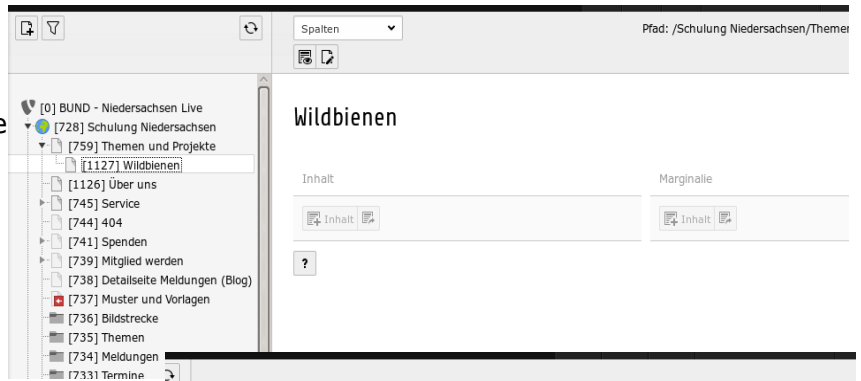 Spalten
Pfad: /Schulung Niedersachsen/Themen
e
[0] BUND - Niedersachsen Live
[728] Schulung Niedersachsen
[759] Themen und Projekte
[1127] Wildbienen
[1126] Über uns
[745] Service
[744] 404
[741] Spenden
[739] Mitglied werden
[738] Detailseite Meldungen (Blog)
[737] Muster und Vorlagen
[736] Bildstrecke
[735] Themen
[734] Meldungen
[733] Termine
Wildbienen
Inhalt
Marginalie
Inhalt
Inhalt
?